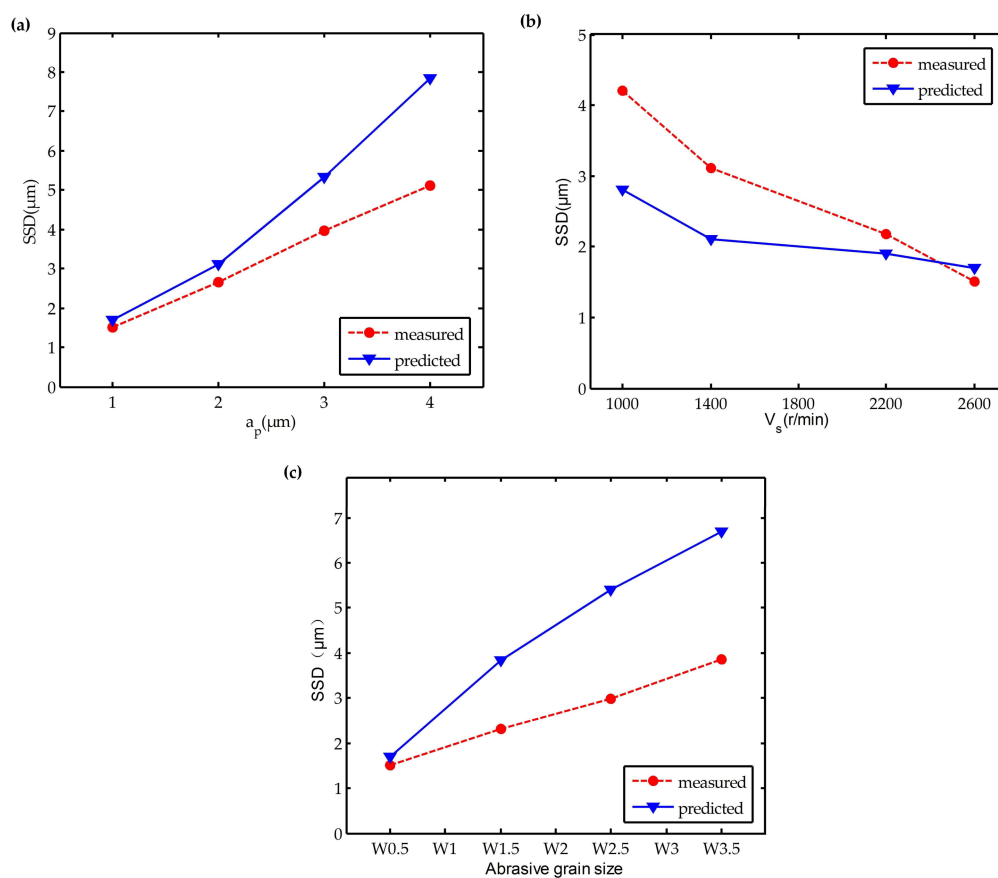 (a)
9
8
7
6
5
4
3
2
1
0
SSD(µm)
measured
predicted
1 2 3 4
a_p(µm)
(b)
5
4
3
2
1
0
SSD(µm)
measured
predicted
1000 1400 1800 2200 2600
V_s(r/min)
(c)
7
6
5
4
3
2
1
0
SSD（µm）
measured
predicted
W0.5 W1 W1.5 W2 W2.5 W3 W3.5
Abrasive grain size